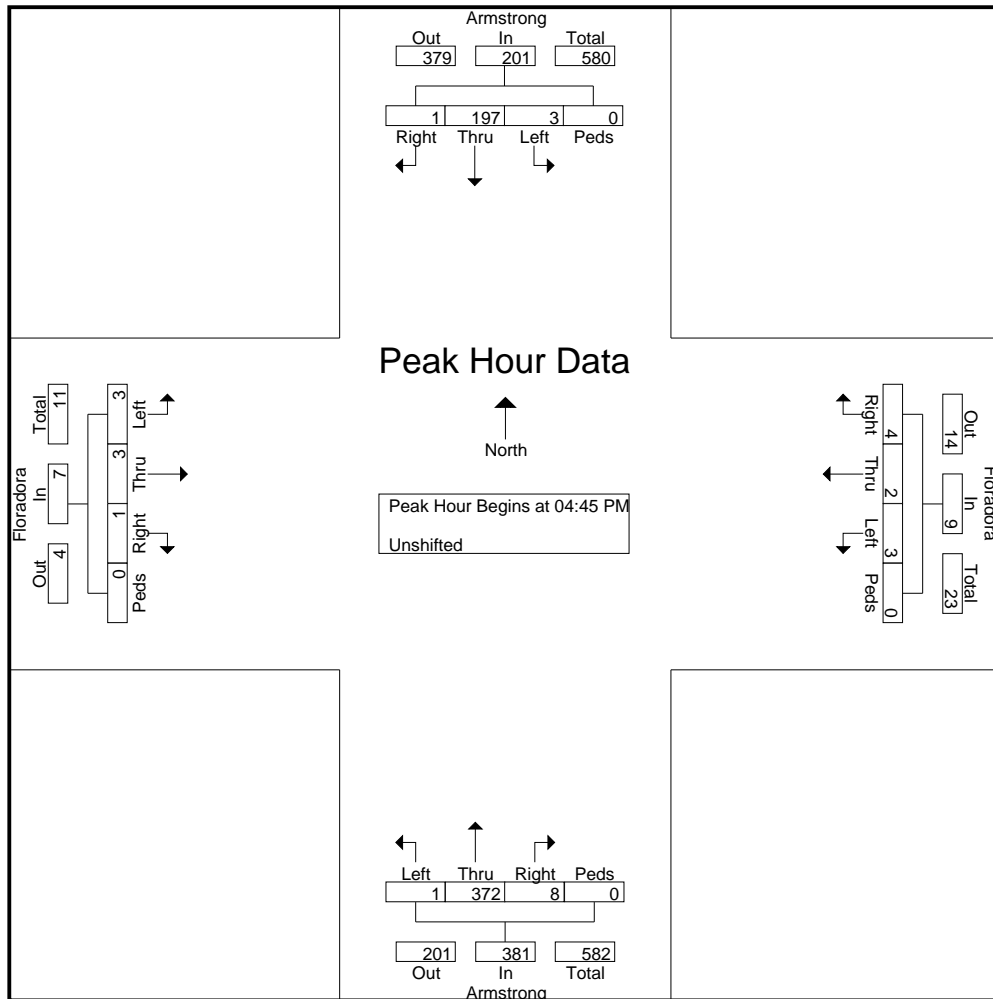 Armstrong
Out In Total
379 201 580
1 197 3 0
Right Thru Left Peds
Peak Hour Data
North
Peak Hour Begins at 04:45 PM
Unshifted
Floradora
Total In Out
11 7 4
3 3 1 0
Left Thru Right Peds
Right Thru Left Peds
4 2 3 0
Out In Total
14 9 23
Floradora
Left Thru Right Peds
1 372 8 0
201 381 582
Out In Total
Armstrong